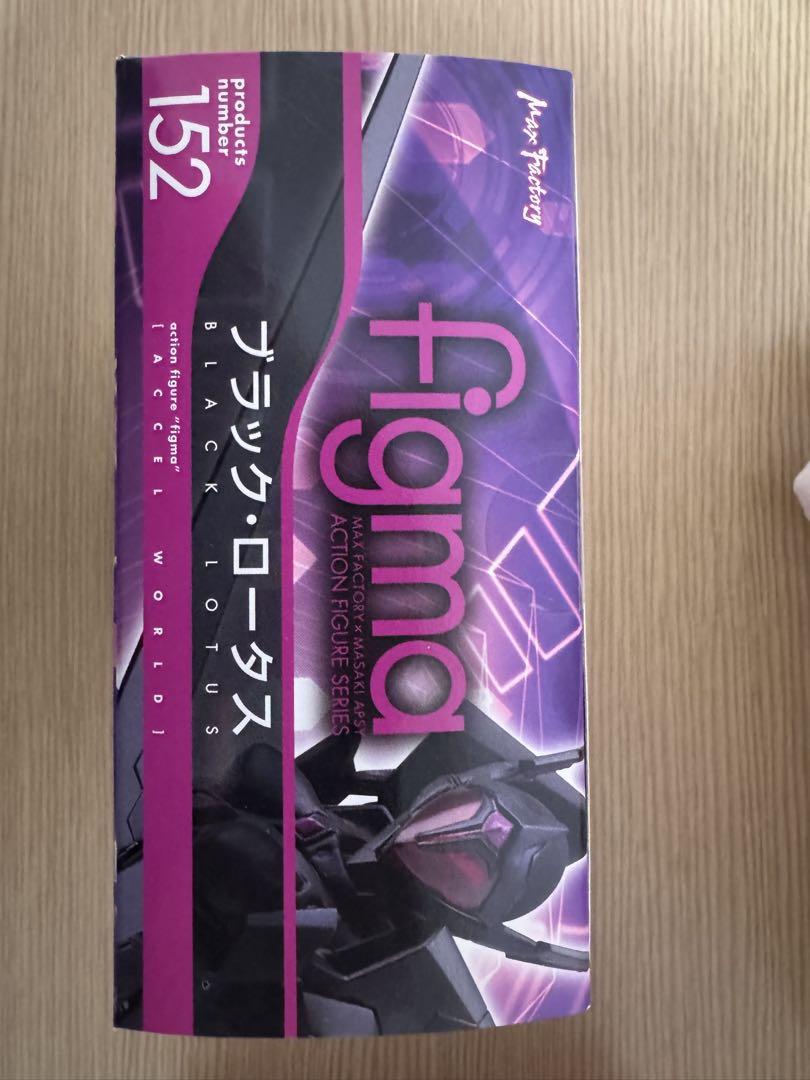 Max Factory
figma
MAX FACTORY × MASAKI APSY
ACTION FIGURE SERIES
products
number
152
ブラック・ロータス
BLACK LOTUS
action figure "figma"
[ACCEL WORLD]